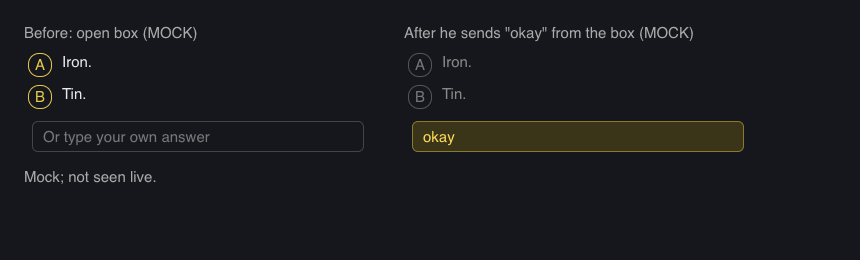 Before: open box (MOCK)
A Iron.
B Tin.
Or type your own answer
Mock; not seen live.
After he sends "okay" from the box (MOCK)
A Iron.
B Tin.
okay